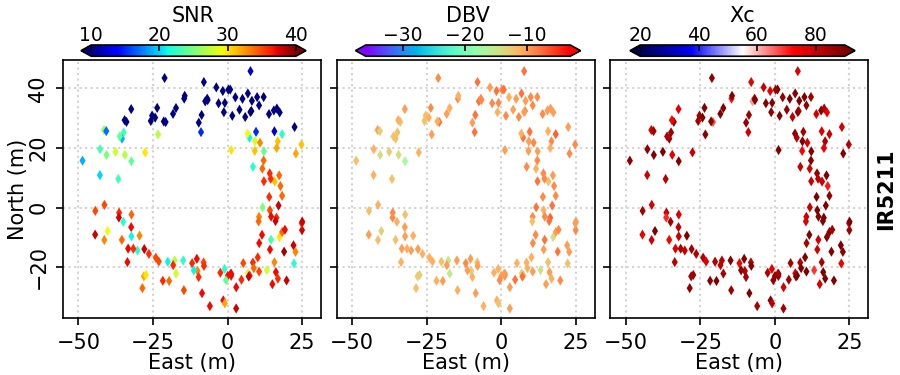 SNR DBV Xc
10 20 30 40 −30 −20 −10 20 40 60 80
40
20
0
−20
North (m)
IR5211
−50 −25 0 25 −50 −25 0 25 −50 −25 0 25
East (m) East (m) East (m)